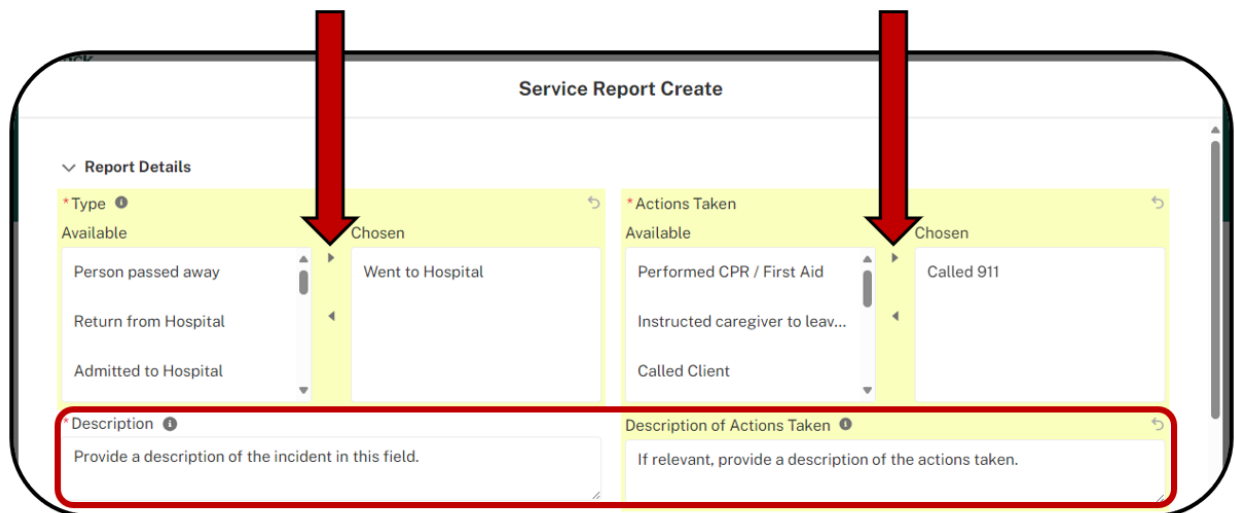 Service Report Create
Report Details
*Type
Available
Chosen
Person passed away
Return from Hospital
Admitted to Hospital
Went to Hospital
*Actions Taken
Available
Chosen
Performed CPR / First Aid
Instructed caregiver to leav...
Called Client
Called 911
*Description
Provide a description of the incident in this field.
Description of Actions Taken
If relevant, provide a description of the actions taken.